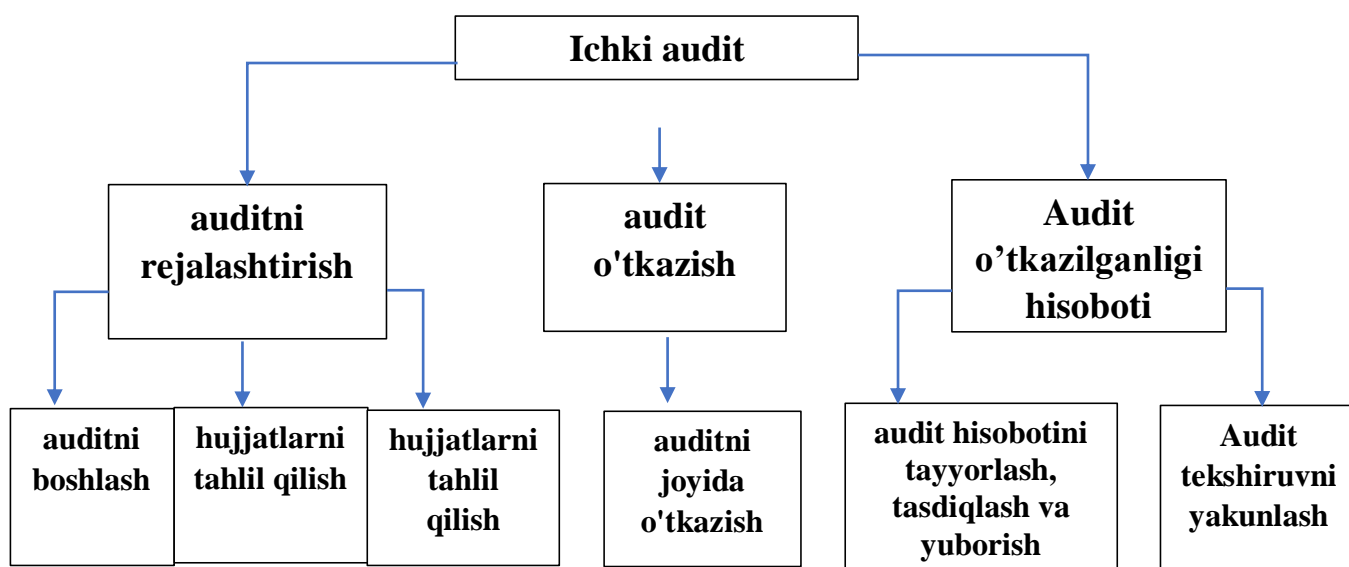 Ichki audit
auditni
rejalashtirish
audit
o'tkazish
Audit
o’tkazilganligi
hisoboti
auditni
boshlash
hujjatlarni
tahlil qilish
hujjatlarni
tahlil
qilish
auditni
joyida
o'tkazish
audit hisobotini
tayyorlash,
tasdiqlash va
yuborish
Audit
tekshiruvni
yakunlash